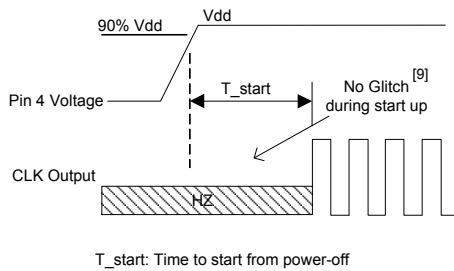 Vdd
90% Vdd
T_start
No Glitch [9]
during start up
Pin 4 Voltage
CLK Output
HZ
T_start: Time to start from power-off